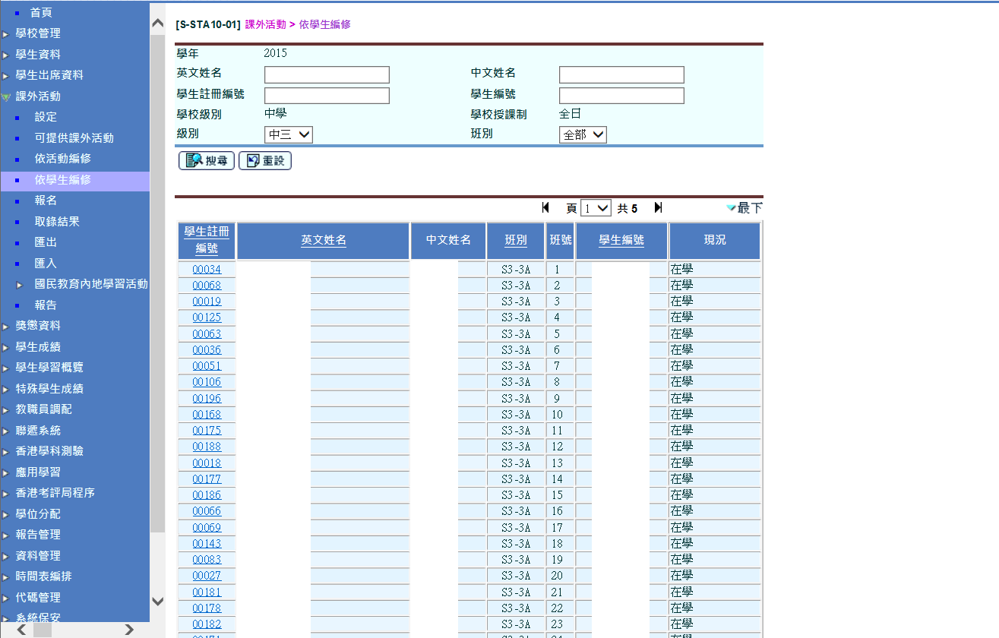 首頁
學校管理
學生資料
學生出席資料
課外活動
設定
可提供課外活動
依活動編修
依學生編修
報名
取錄結果
匯出
匯入
國民教育內地學習活動
報告
獎懲資料
學生成績
學生學習概覽
特殊學生成績
教職員調配
聯遞系統
香港學科測驗
應用學習
香港考評局程序
學位分配
報告管理
資料管理
時間表編排
代碼管理
系統保安
[S-STA10-01] 課外活動 > 依學生編修
學年 2015
英文姓名 中文姓名
學生註冊編號 學生編號
學校級別 中學 學校授課制 全日
級別 中三 班別 全部
搜尋 重設
頁 1 共 5 最下
學生註冊編號 英文姓名 中文姓名 班別 班號 學生編號 現況
00034 S3-3A 1 在學
00068 S3-3A 2 在學
00019 S3-3A 3 在學
00125 S3-3A 4 在學
00063 S3-3A 5 在學
00036 S3-3A 6 在學
00051 S3-3A 7 在學
00106 S3-3A 8 在學
00196 S3-3A 9 在學
00168 S3-3A 10 在學
00175 S3-3A 11 在學
00188 S3-3A 12 在學
00018 S3-3A 13 在學
00177 S3-3A 14 在學
00186 S3-3A 15 在學
00066 S3-3A 16 在學
00069 S3-3A 17 在學
00143 S3-3A 18 在學
00083 S3-3A 19 在學
00027 S3-3A 20 在學
00181 S3-3A 21 在學
00178 S3-3A 22 在學
00182 S3-3A 23 在學